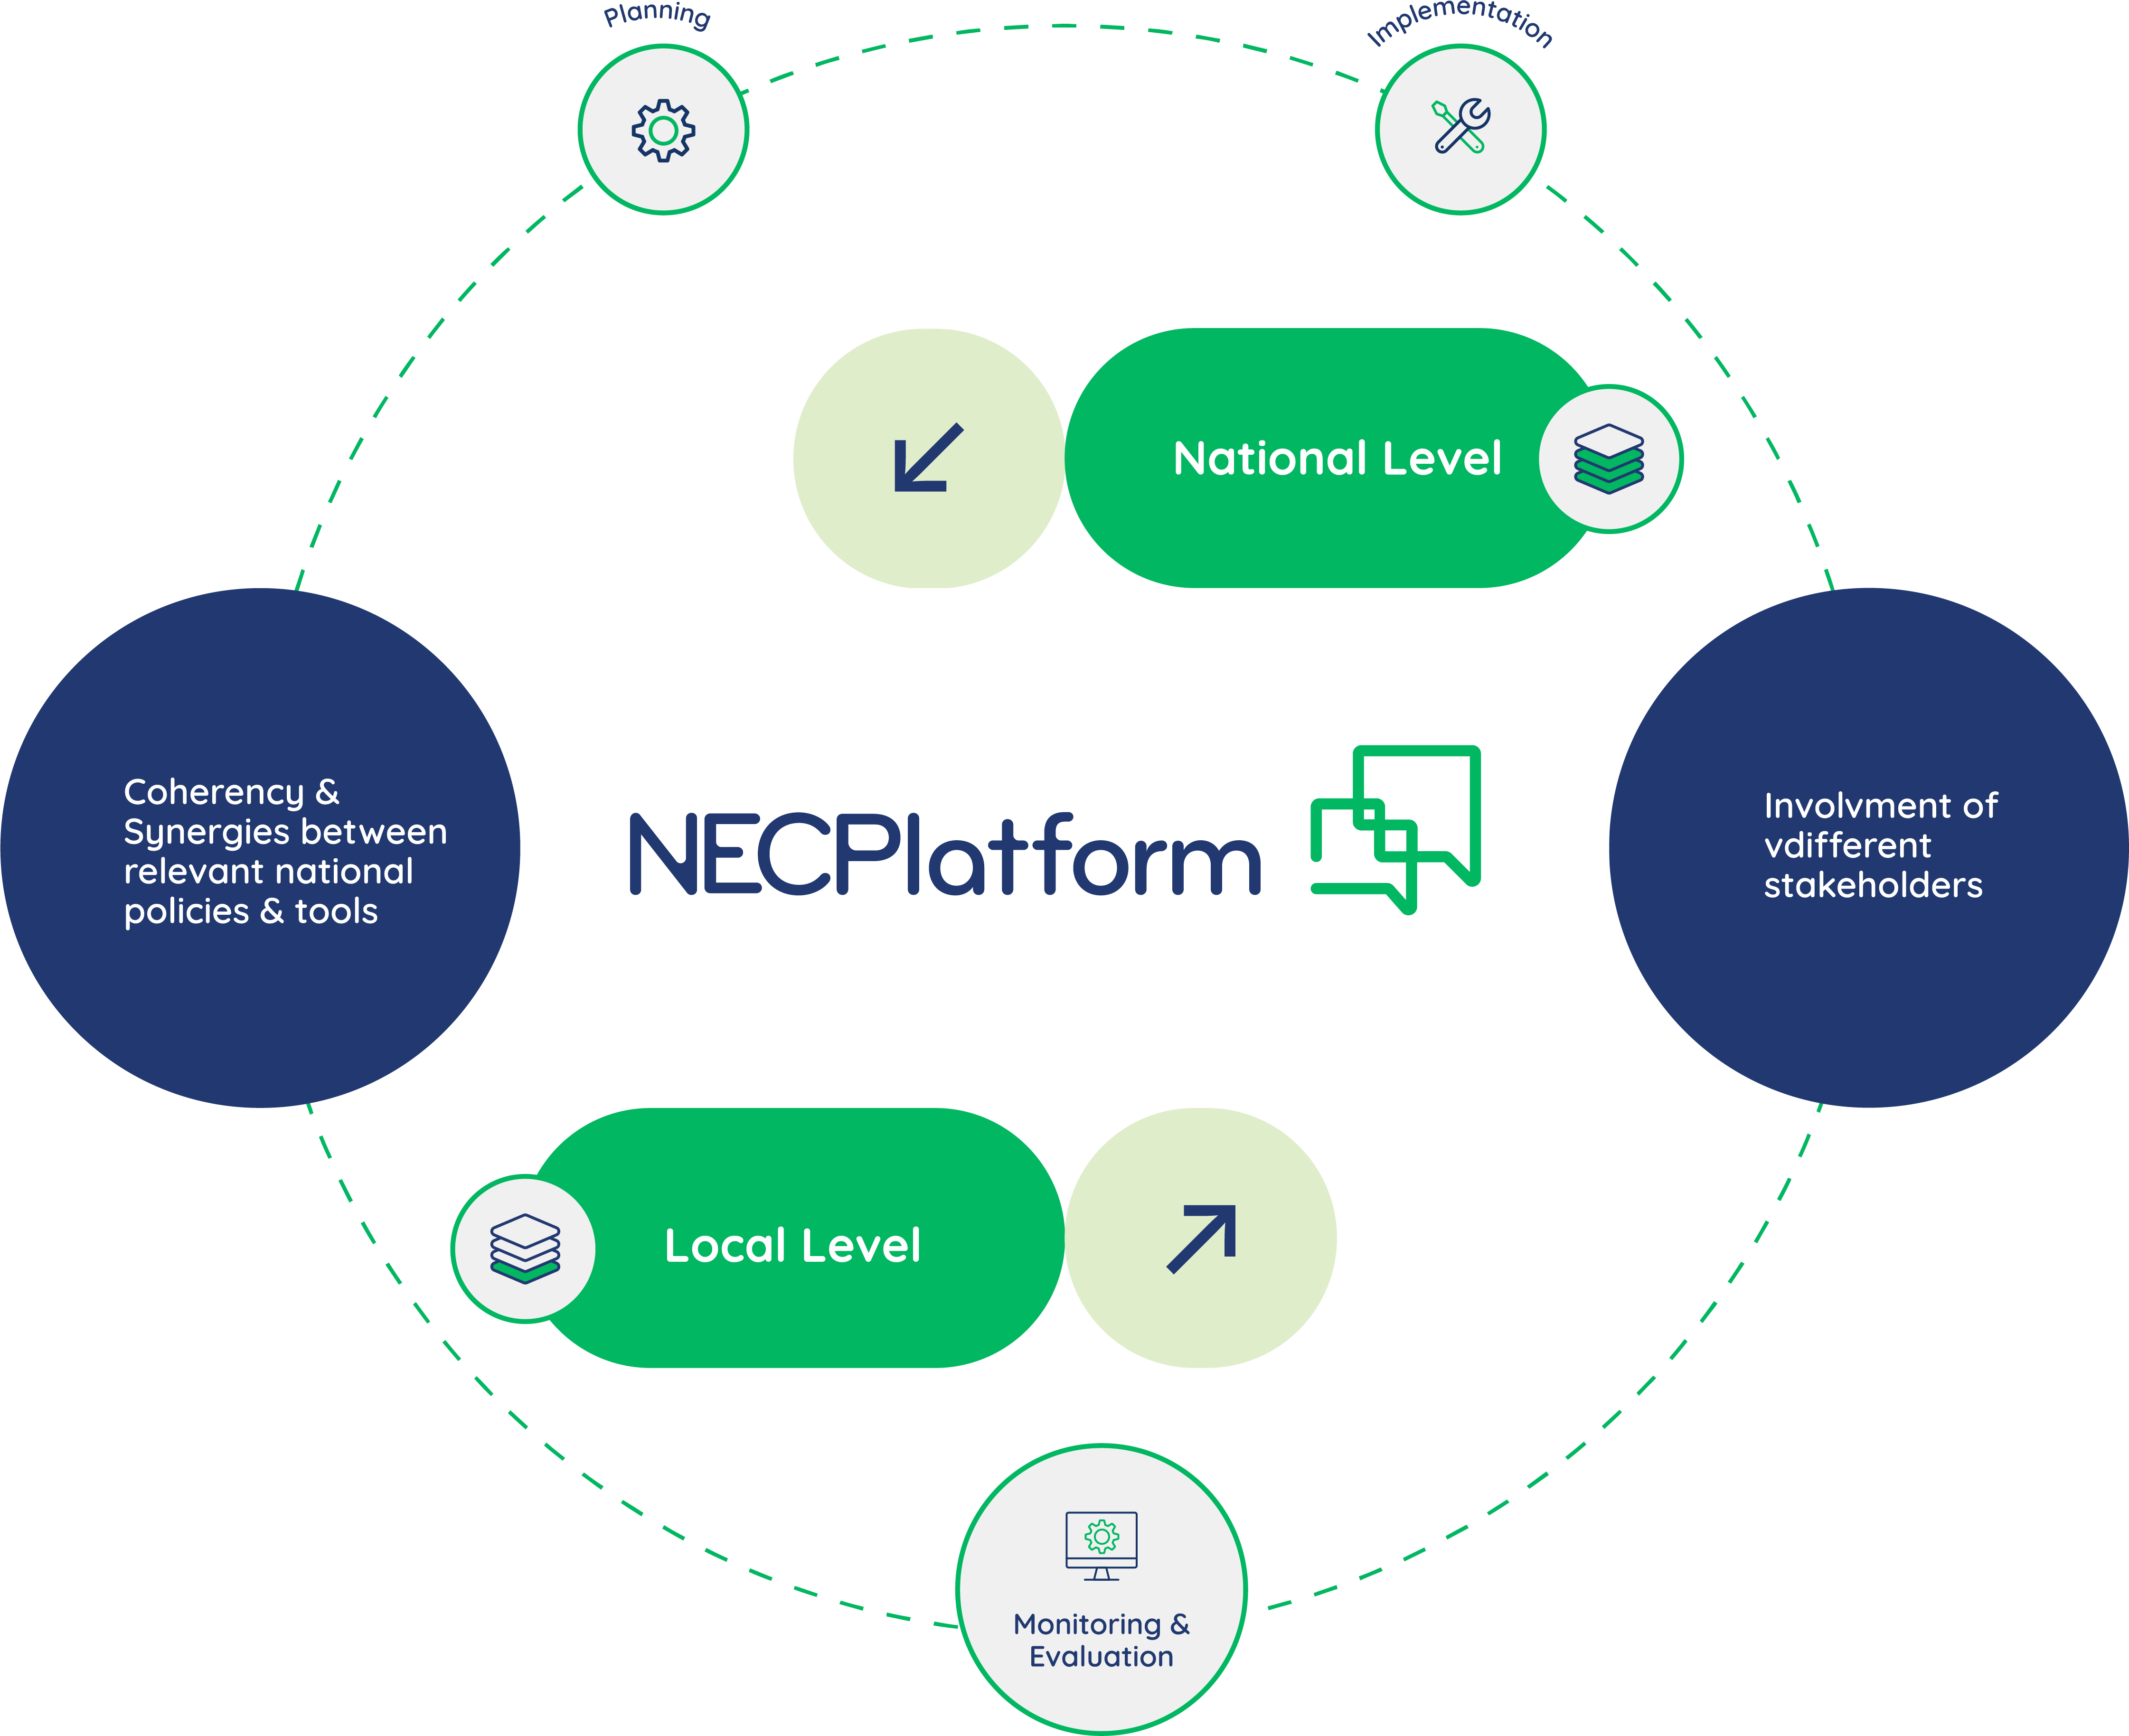 Planning
Implementation
National Level
Coherency &
Synergies between
relevant national
policies & tools
NECPlatform
Involvment of
vdifferent
stakeholders
Local Level
Monitoring &
Evaluation